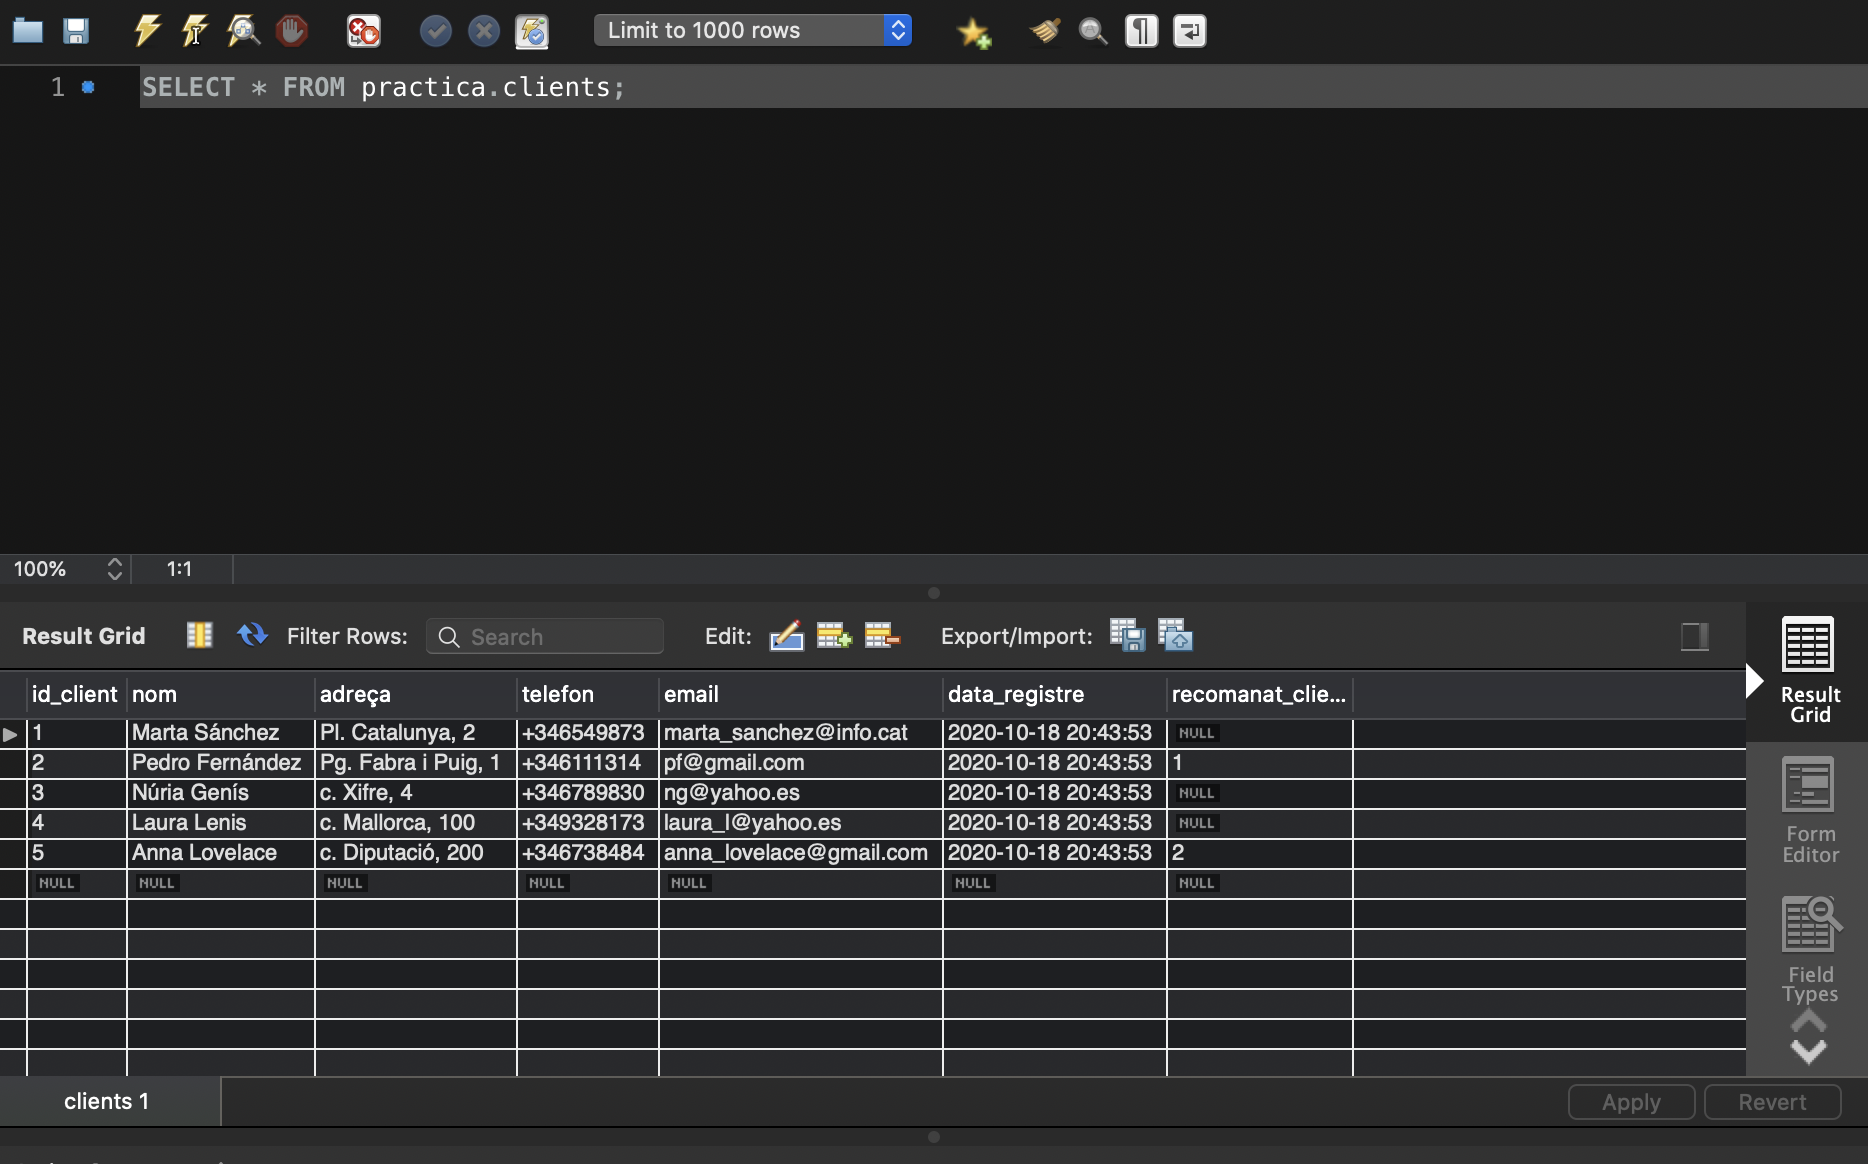 Limit to 1000 rows
1 SELECT * FROM practica.clients;
100% 1:1
Result Grid Filter Rows: Search Edit: Export/Import:
id_client nom adreça telefon email data_registre recomanat_clie...
1 Marta Sánchez Pl. Catalunya, 2 +346549873 marta_sanchez@info.cat 2020-10-18 20:43:53 NULL
2 Pedro Fernández Pg. Fabra i Puig, 1 +346111314 pf@gmail.com 2020-10-18 20:43:53 1
3 Núria Genís c. Xifre, 4 +346789830 ng@yahoo.es 2020-10-18 20:43:53 NULL
4 Laura Lenis c. Mallorca, 100 +349328173 laura_l@yahoo.es 2020-10-18 20:43:53 NULL
5 Anna Lovelace c. Diputació, 200 +346738484 anna_lovelace@gmail.com 2020-10-18 20:43:53 2
NULL NULL NULL NULL NULL NULL NULL
Result
Grid
Form
Editor
Field
Types
clients 1
Apply Revert